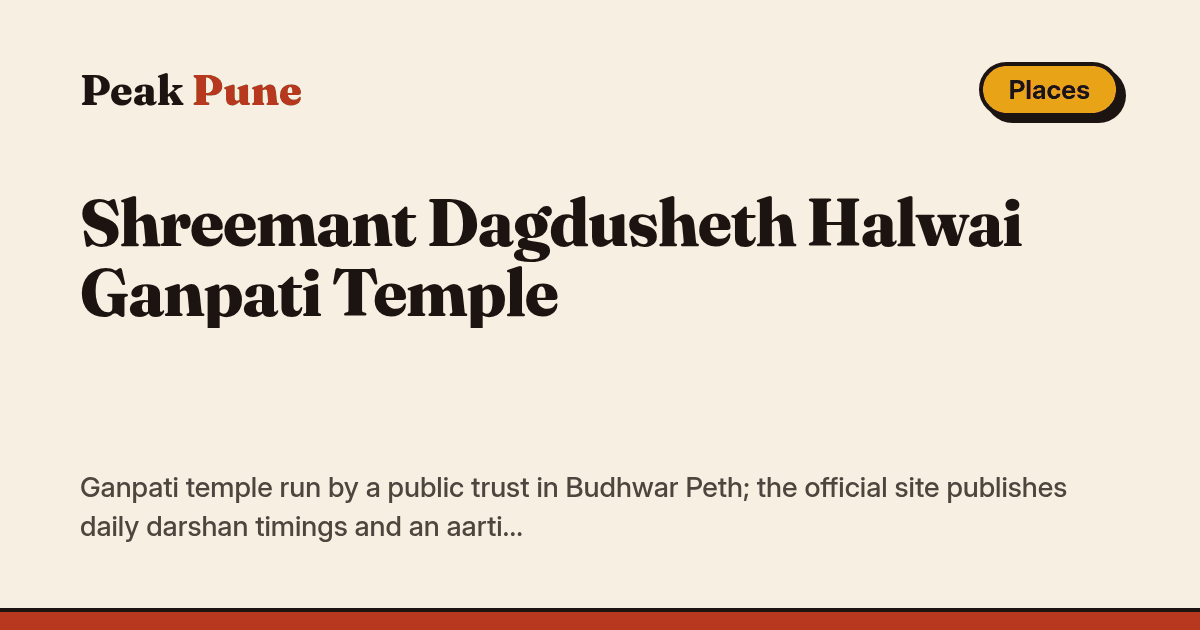 Peak Pune
Places
Shreemant Dagdusheth Halwai
Ganpati Temple
Ganpati temple run by a public trust in Budhwar Peth; the official site publishes
daily darshan timings and an aarti...